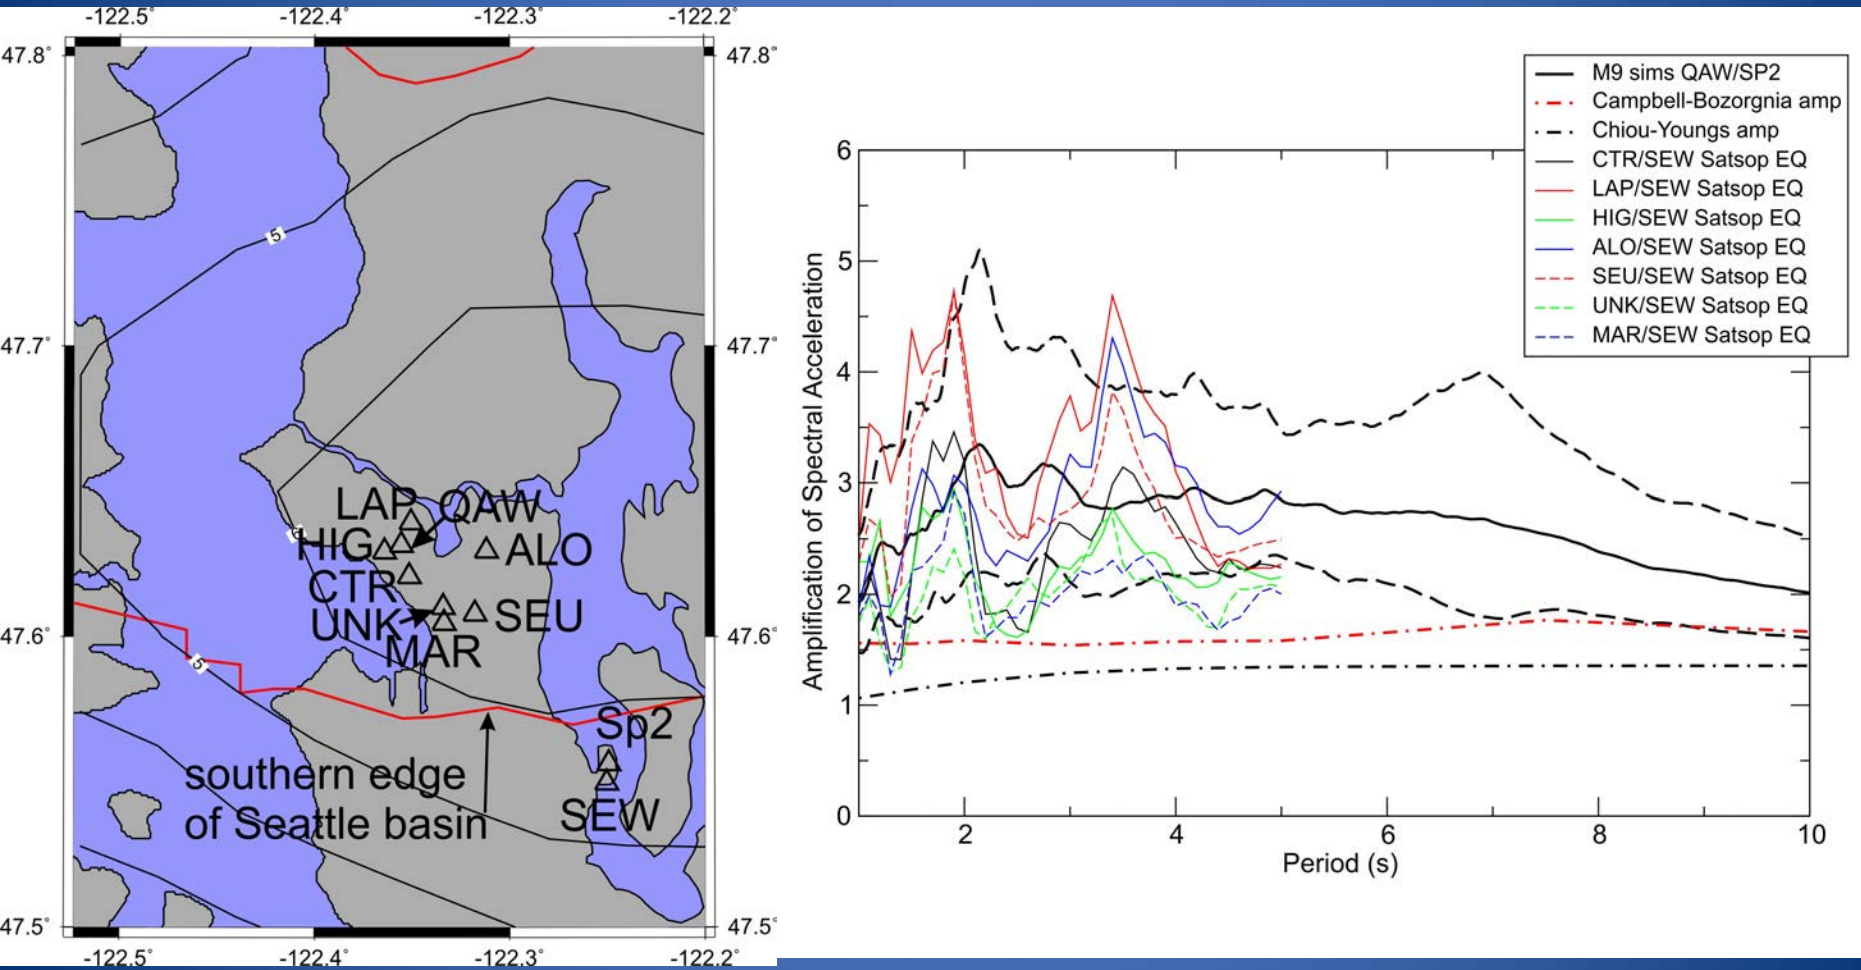 -122.5° -122.4° -122.3° -122.2°
47.8° 47.8°
5
47.7° 47.7°
LAP QAW
HIG ALO
CTR
UNK SEU
MAR
47.6° 47.6°
5
Sp2
southern edge
of Seattle basin
SEW
47.5° 47.5°
-122.5° -122.4° -122.3° -122.2°
M9 sims QAW/SP2
Campbell-Bozorgnia amp
Chiou-Youngs amp
CTR/SEW Satsop EQ
LAP/SEW Satsop EQ
HIG/SEW Satsop EQ
ALO/SEW Satsop EQ
SEU/SEW Satsop EQ
UNK/SEW Satsop EQ
MAR/SEW Satsop EQ
Amplification of Spectral Acceleration
6
5
4
3
2
1
0
2 4 6 8 10
Period (s)